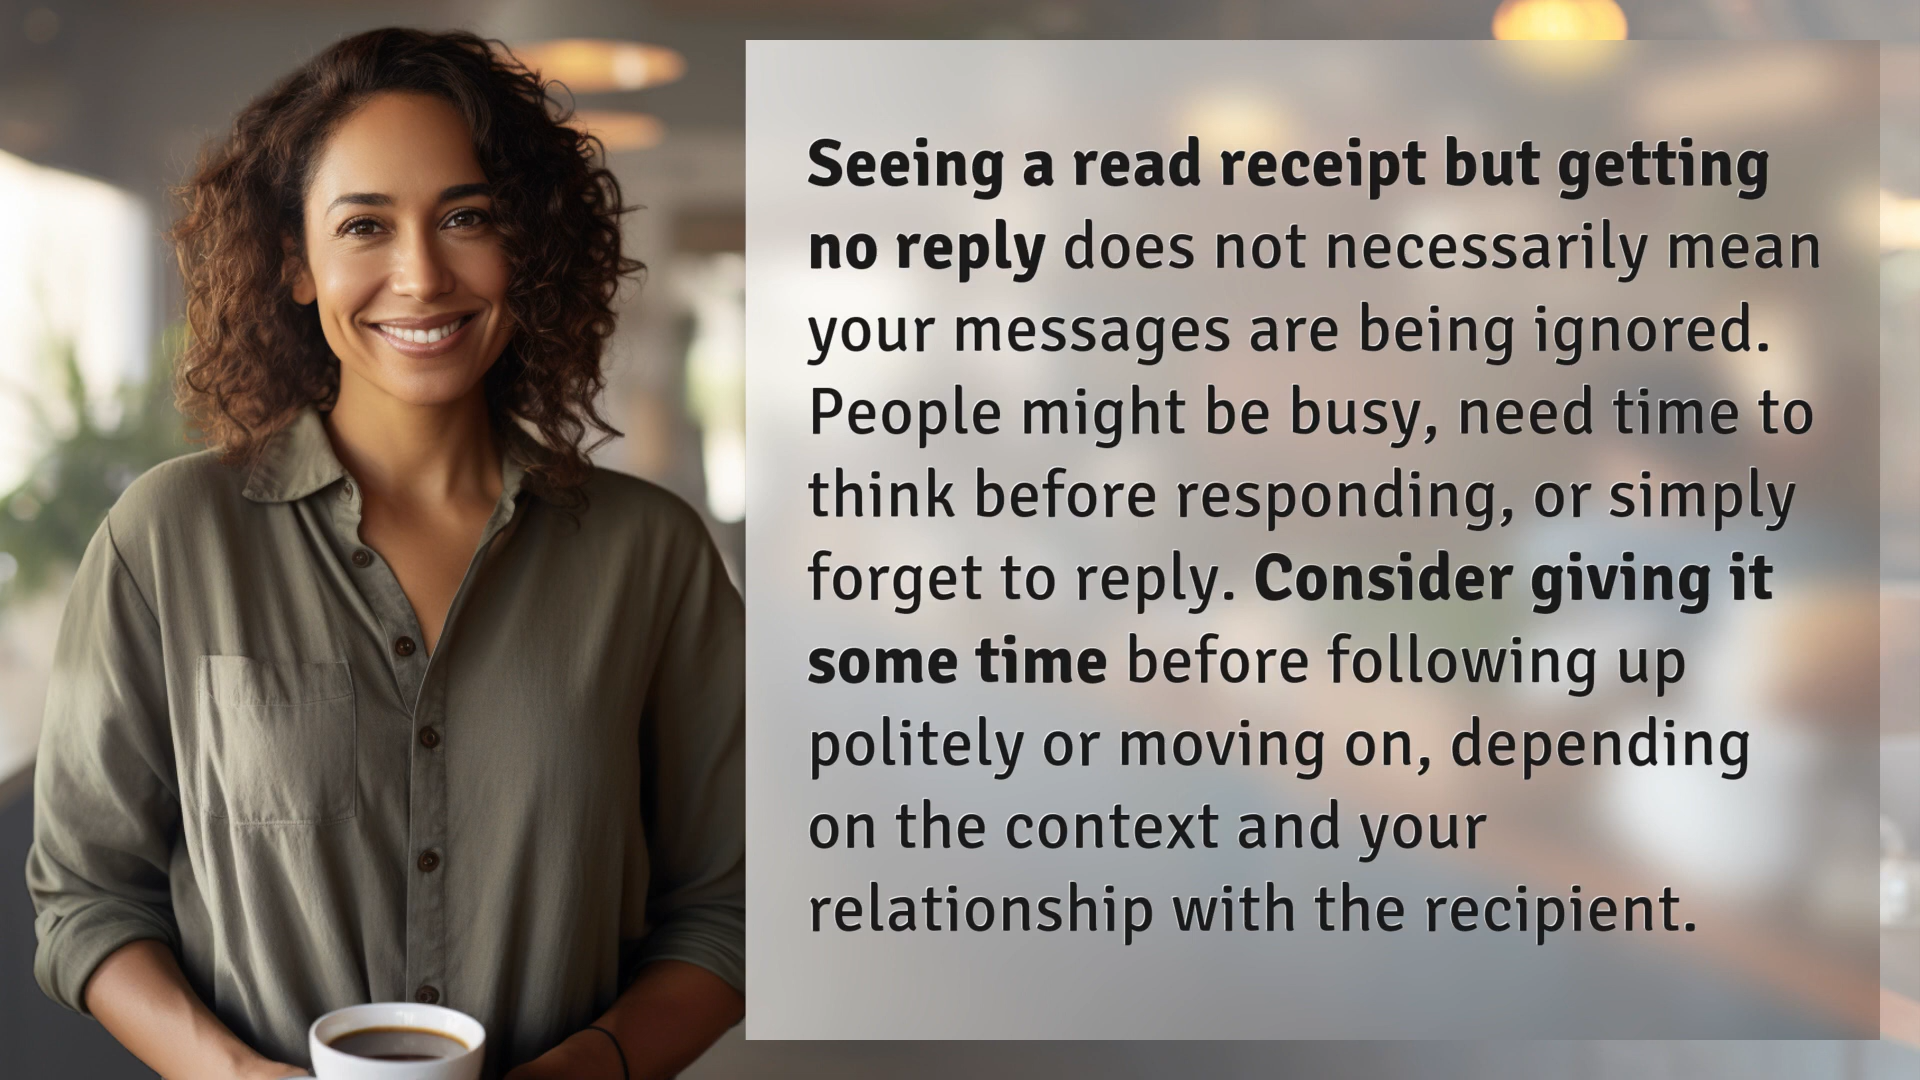 Seeing a read receipt but getting
no reply does not necessarily mean
your messages are being ignored.
People might be busy, need time to
think before responding, or simply
forget to reply. Consider giving it
some time before following up
politely or moving on, depending
on the context and your
relationship with the recipient.